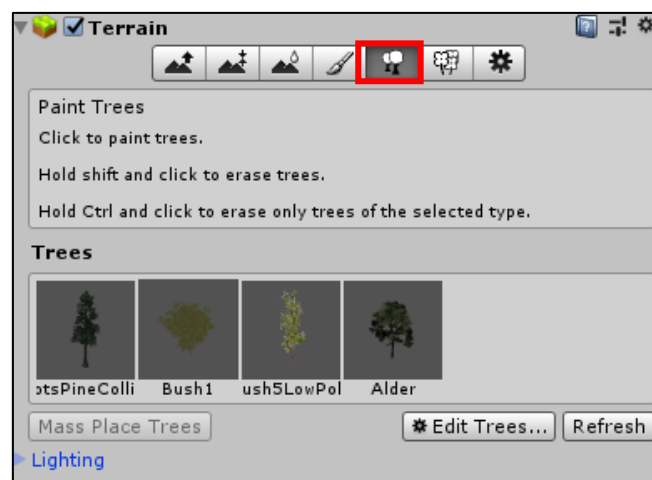 Terrain
Paint Trees
Click to paint trees.
Hold shift and click to erase trees.
Hold Ctrl and click to erase only trees of the selected type.
Trees
otsPineColli Bush1 ush5LowPol Alder
Mass Place Trees Edit Trees... Refresh
Lighting